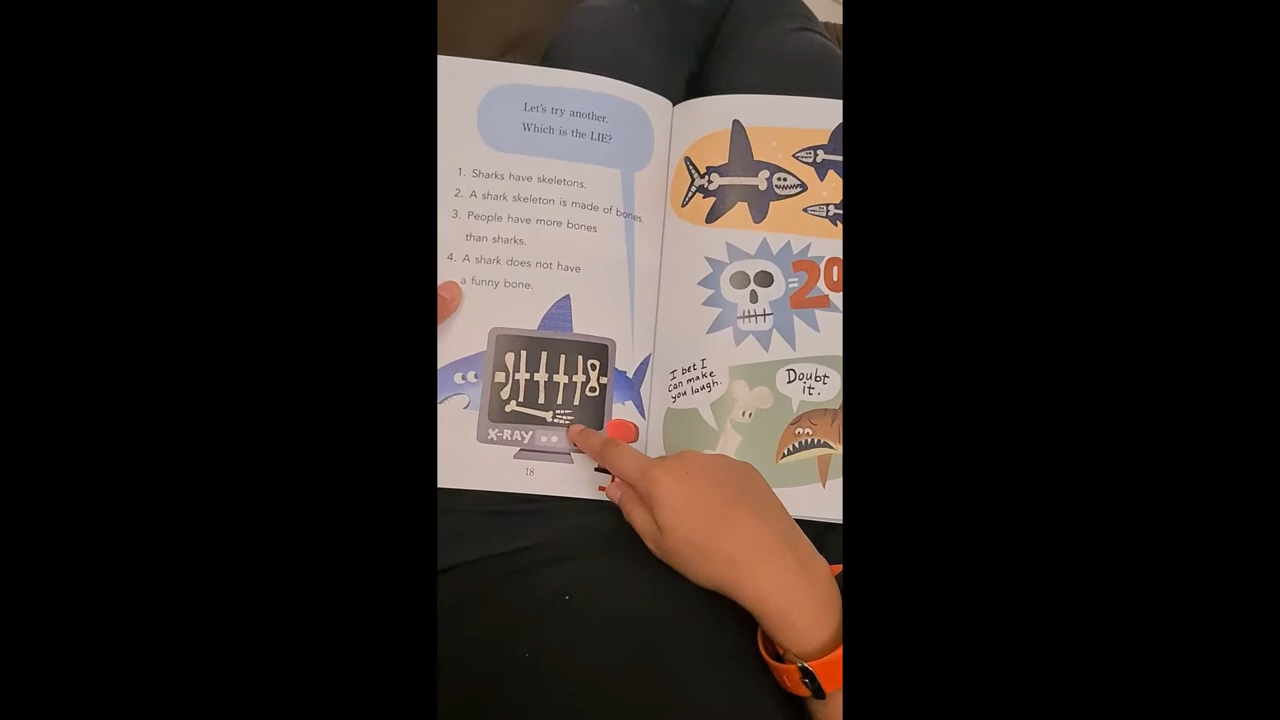 Let's try another.
Which is the LIE?
1. Sharks have skeletons.
2. A shark skeleton is made of bones.
3. People have more bones
than sharks.
4. A shark does not have
a funny bone.
X-RAY
18
= 20
I bet I
can make
you laugh.
Doubt
it.